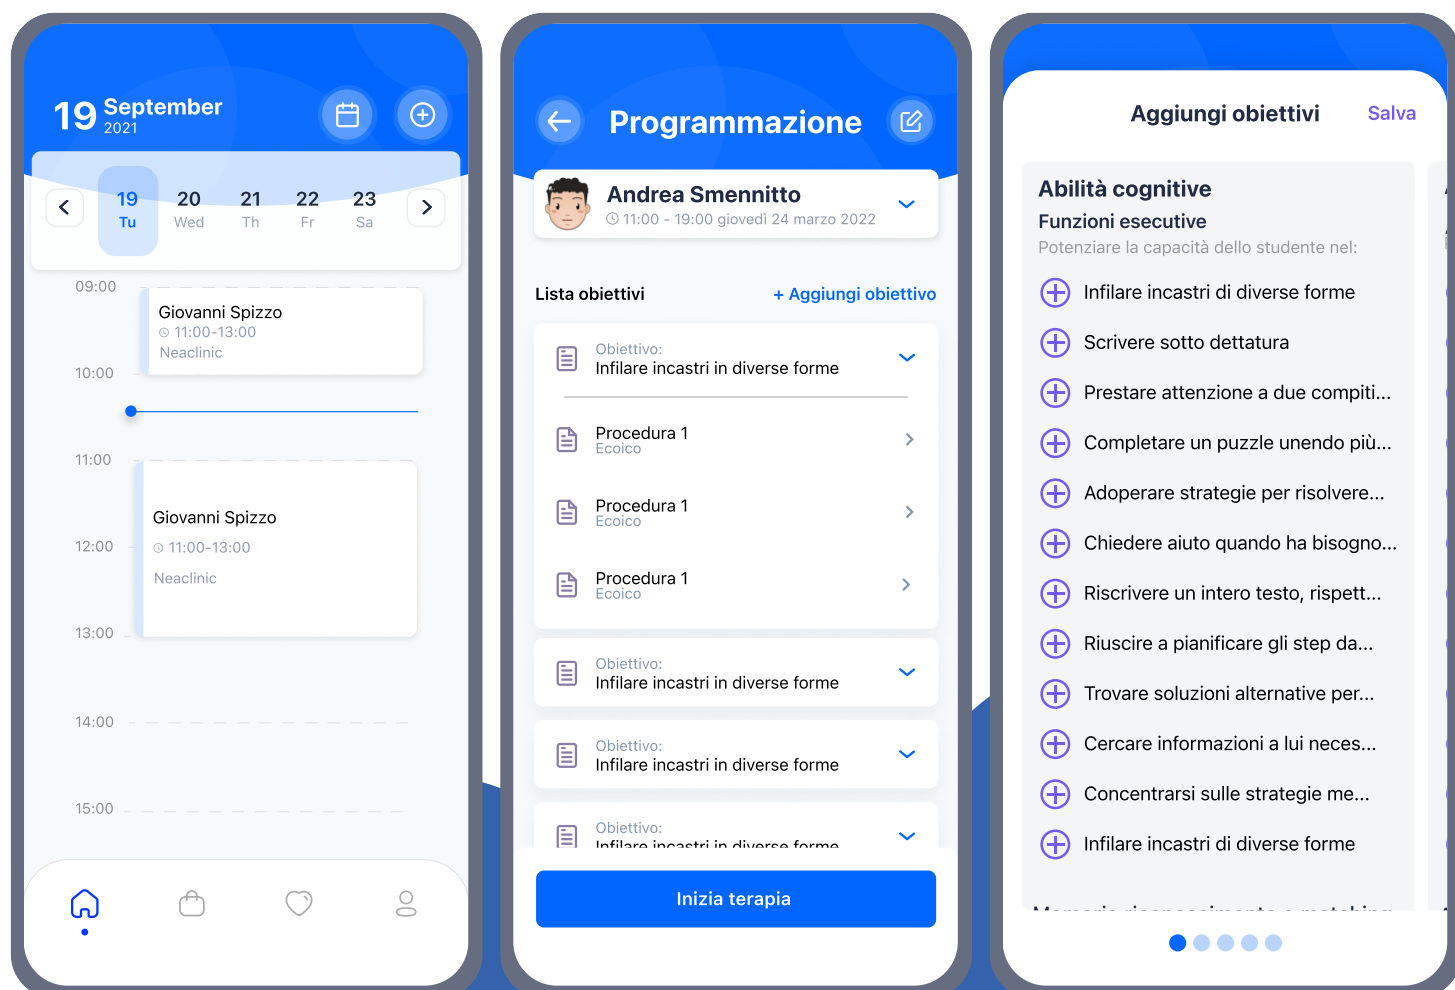 19 September
2021
19 20 21 22 23
Tu Wed Th Fr Sa
09:00
Giovanni Spizzo
11:00-13:00
Neaclinic
10:00
11:00
Giovanni Spizzo
12:00
11:00-13:00
Neaclinic
13:00
14:00
15:00
Programmazione
Andrea Smennitto
11:00 - 19:00 giovedì 24 marzo 2022
Lista obiettivi
+ Aggiungi obiettivo
Obiettivo:
Infilare incastri in diverse forme
Procedura 1
Ecoico
Procedura 1
Ecoico
Procedura 1
Ecoico
Obiettivo:
Infilare incastri in diverse forme
Obiettivo:
Infilare incastri in diverse forme
Obiettivo:
Infilare incastri in diverse forme
Inizia terapia
Aggiungi obiettivi
Salva
Abilità cognitive
Funzioni esecutive
Potenziare la capacità dello studente nel:
Infilare incastri di diverse forme
Scrivere sotto dettatura
Prestare attenzione a due compiti...
Completare un puzzle unendo più...
Adoperare strategie per risolvere...
Chiedere aiuto quando ha bisogno...
Riscrivere un intero testo, rispett...
Riuscire a pianificare gli step da...
Trovare soluzioni alternative per...
Cercare informazioni a lui neces...
Concentrarsi sulle strategie me...
Infilare incastri di diverse forme